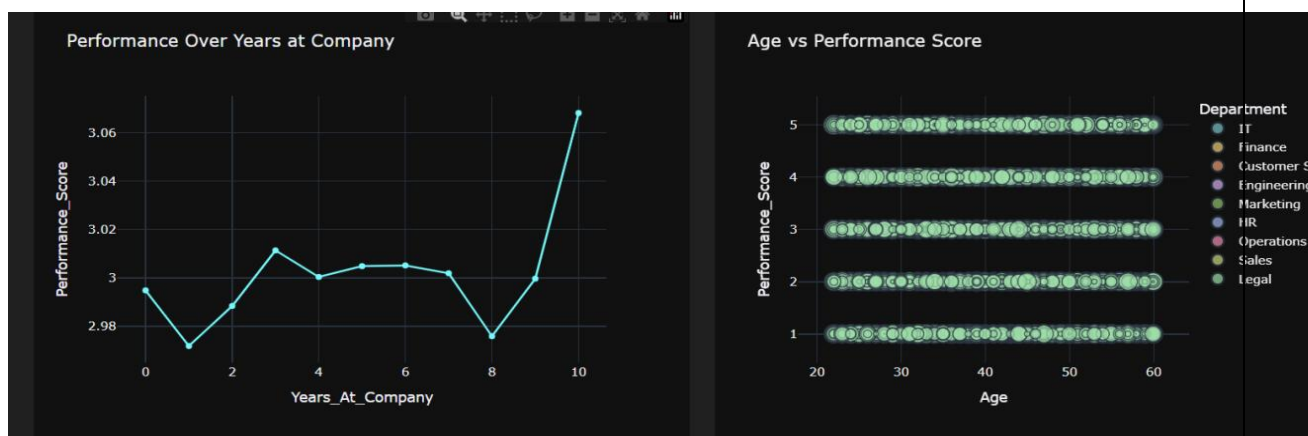 Performance Over Years at Company
3.06
3.04
3.02
3
2.98
Performance_Score
0 2 4 6 8 10
Years_At_Company
Age vs Performance Score
5
4
3
2
1
Performance_Score
20 30 40 50 60
Age
Department
IT
Finance
Customer S
Engineering
Marketing
HR
Operations
Sales
Legal